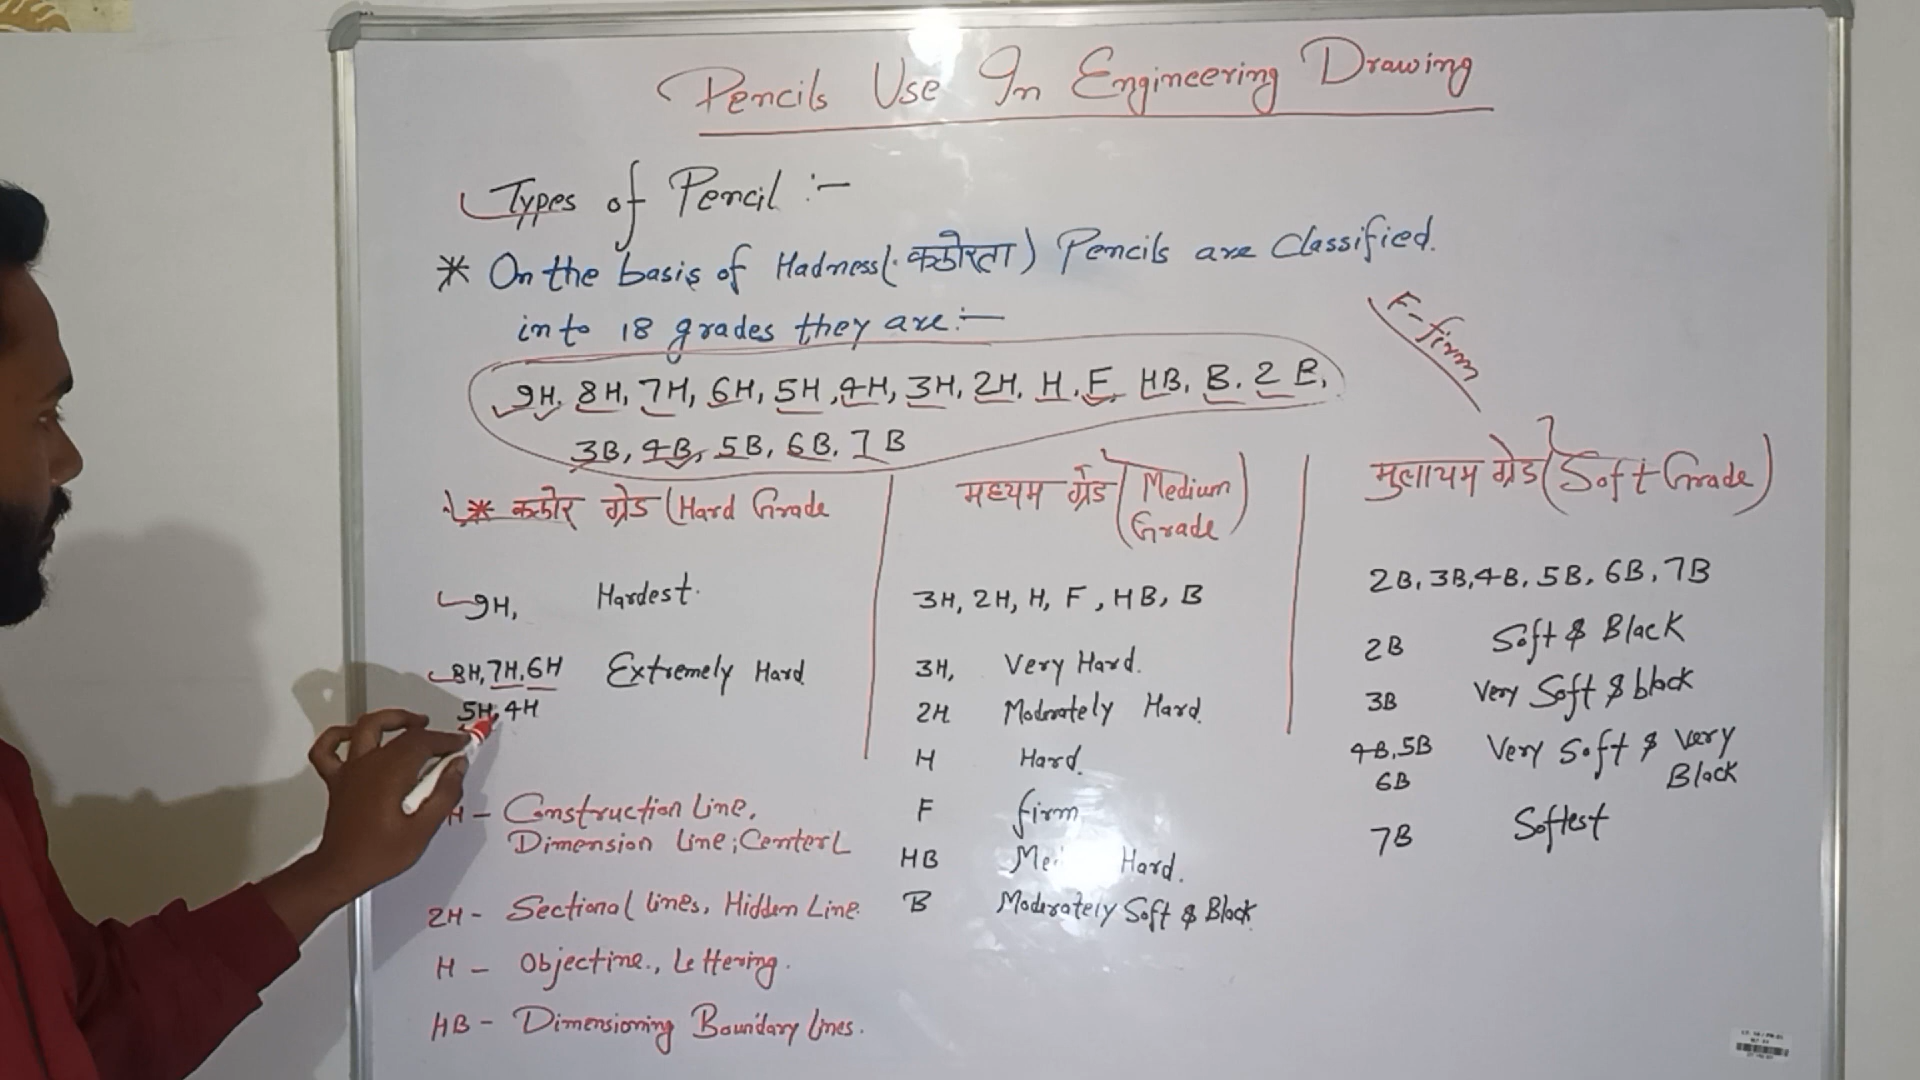 Pencils Use In Engineering Drawing
Types of Pencil :-
* On the basis of Hadness (कठोरता) Pencils are Classified.
in to 18 grades they are :-
F - firm
9H, 8H, 7H, 6H, 5H, 4H, 3H, 2H, H, F, HB, B, 2B,
3B, 4B, 5B, 6B, 7B
* कठोर ग्रेड (Hard Grade
9H, Hardest.
8H, 7H, 6H Extremely Hard
5H, 4H
मध्यम ग्रेड (Medium
Grade)
3H, 2H, H, F, HB, B
3H, Very Hard.
2H Moderately Hard.
H Hard.
F firm
HB Hard.
B Moderately Soft & Black.
मुलायम ग्रेड (Soft Grade)
2B, 3B, 4B, 5B, 6B, 7B
2B Soft & Black
3B Very Soft & black
4B, 5B Very Soft & Very
6B Black
7B Softest
H - Construction Line,
Dimension Line; Center L
2H - Sectional lines, Hidden Line.
H - Objectine., Lettering.
HB - Dimensioning Boundary lines.